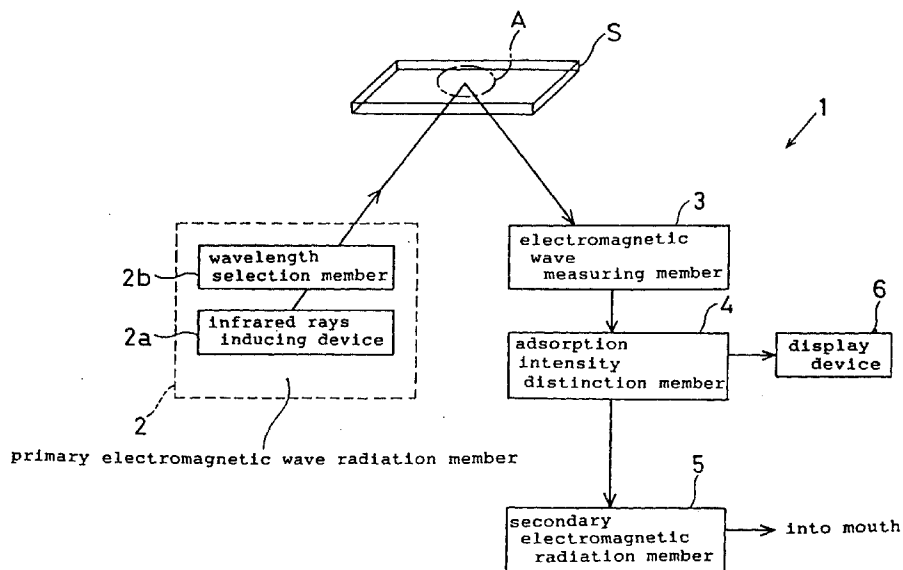 A
S
1
wavelength
selection member
2b
infrared rays
inducing device
2a
2
primary electromagnetic wave radiation member
3
electromagnetic
wave
measuring member
4
adsorption
intensity
distinction member
6
display
device
5
secondary
electromagnetic
radiation member
into mouth